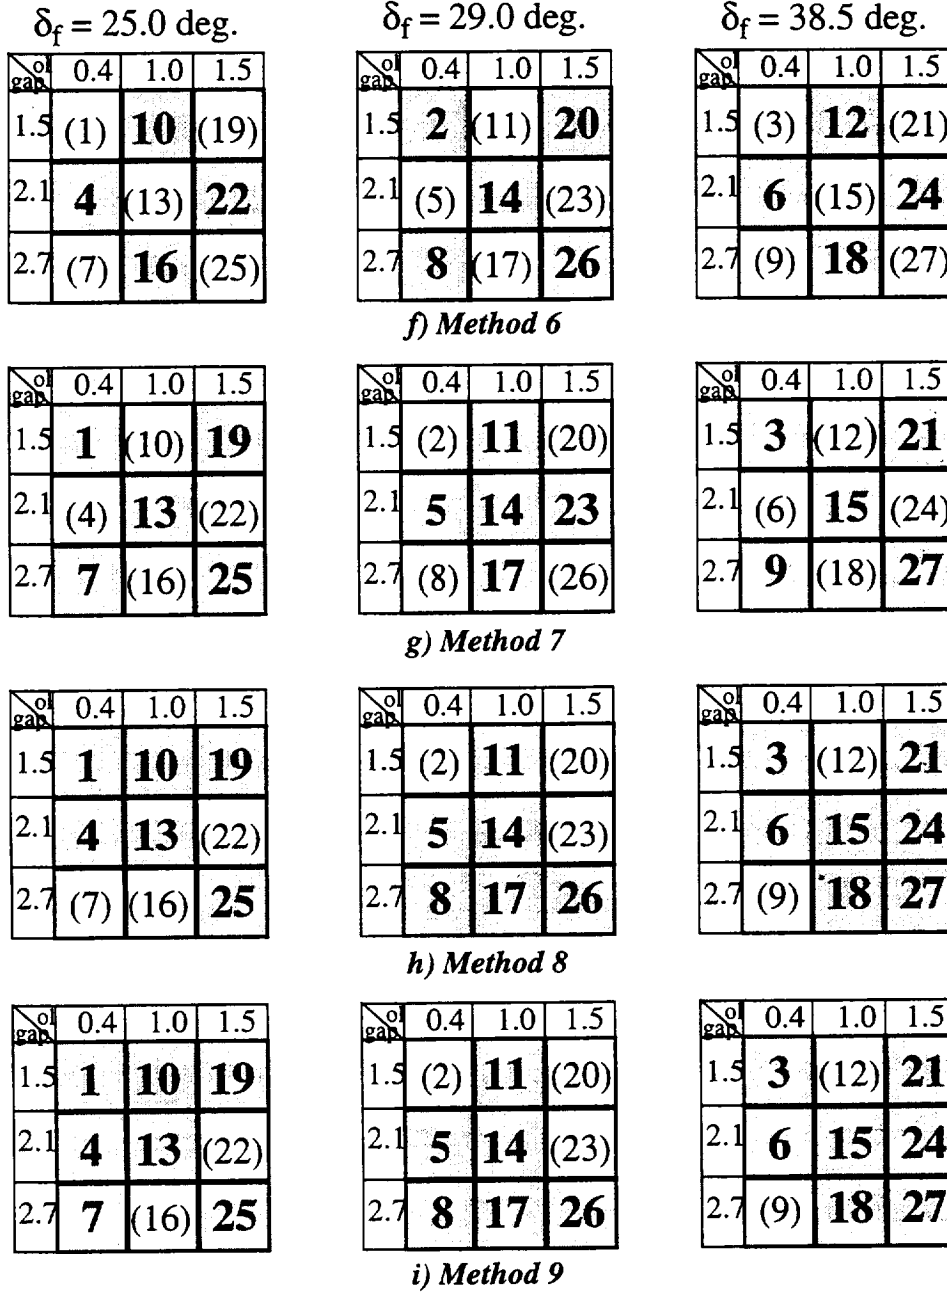 δf = 25.0 deg. δf = 29.0 deg. δf = 38.5 deg.
ol gap 0.4 1.0 1.5 ol gap 0.4 1.0 1.5 ol gap 0.4 1.0 1.5
1.5 (1) 10 (19) 1.5 2 (11) 20 1.5 (3) 12 (21)
2.1 4 (13) 22 2.1 (5) 14 (23) 2.1 6 (15) 24
2.7 (7) 16 (25) 2.7 8 (17) 26 2.7 (9) 18 (27)
f) Method 6
ol gap 0.4 1.0 1.5 ol gap 0.4 1.0 1.5 ol gap 0.4 1.0 1.5
1.5 1 (10) 19 1.5 (2) 11 (20) 1.5 3 (12) 21
2.1 (4) 13 (22) 2.1 5 14 23 2.1 (6) 15 (24)
2.7 7 (16) 25 2.7 (8) 17 (26) 2.7 9 (18) 27
g) Method 7
ol gap 0.4 1.0 1.5 ol gap 0.4 1.0 1.5 ol gap 0.4 1.0 1.5
1.5 1 10 19 1.5 (2) 11 (20) 1.5 3 (12) 21
2.1 4 13 (22) 2.1 5 14 (23) 2.1 6 15 24
2.7 (7) (16) 25 2.7 8 17 26 2.7 (9) 18 27
h) Method 8
ol gap 0.4 1.0 1.5 ol gap 0.4 1.0 1.5 ol gap 0.4 1.0 1.5
1.5 1 10 19 1.5 (2) 11 (20) 1.5 3 (12) 21
2.1 4 13 (22) 2.1 5 14 (23) 2.1 6 15 24
2.7 7 (16) 25 2.7 8 17 26 2.7 (9) 18 27
i) Method 9